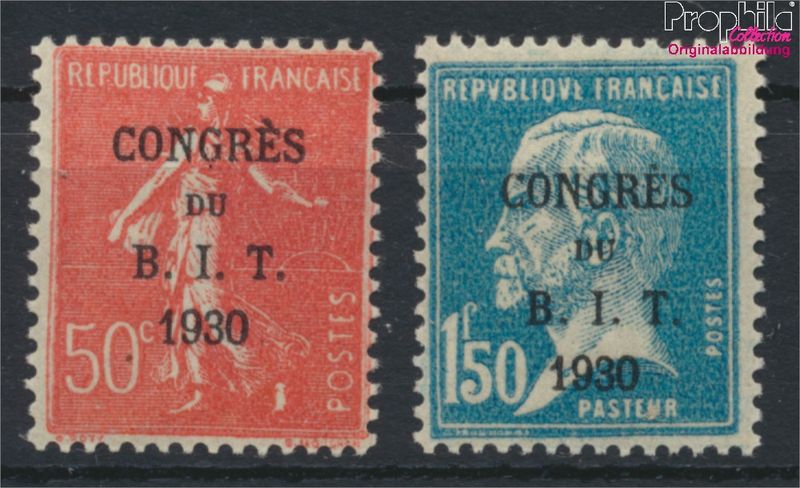 Prophila
Collection
Originalabbildung
REPUBLIQUE FRANÇAISE
CONGRÈS
DU
B. I. T.
1930
50c
POSTES
REPVBLIQVE FRANÇAISE
CONGRÈS
DU
B. I. T.
1930
1f50
POSTES
PASTEUR